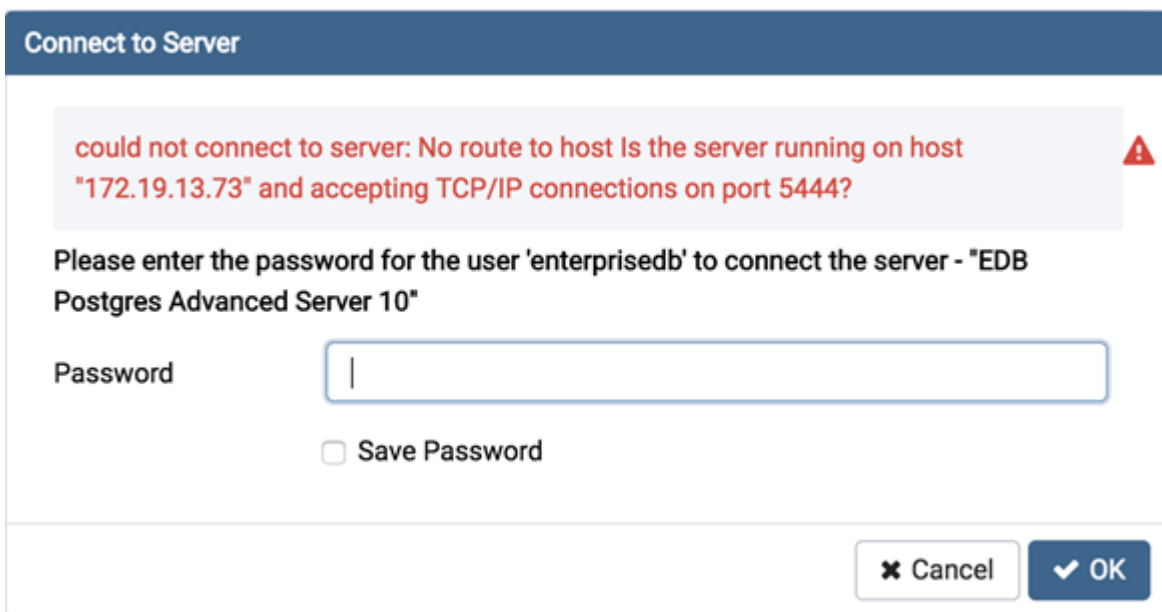 Connect to Server
could not connect to server: No route to host Is the server running on host
"172.19.13.73" and accepting TCP/IP connections on port 5444?
Please enter the password for the user 'enterprisedb' to connect the server - "EDB
Postgres Advanced Server 10"
Password
Save Password
Cancel
OK